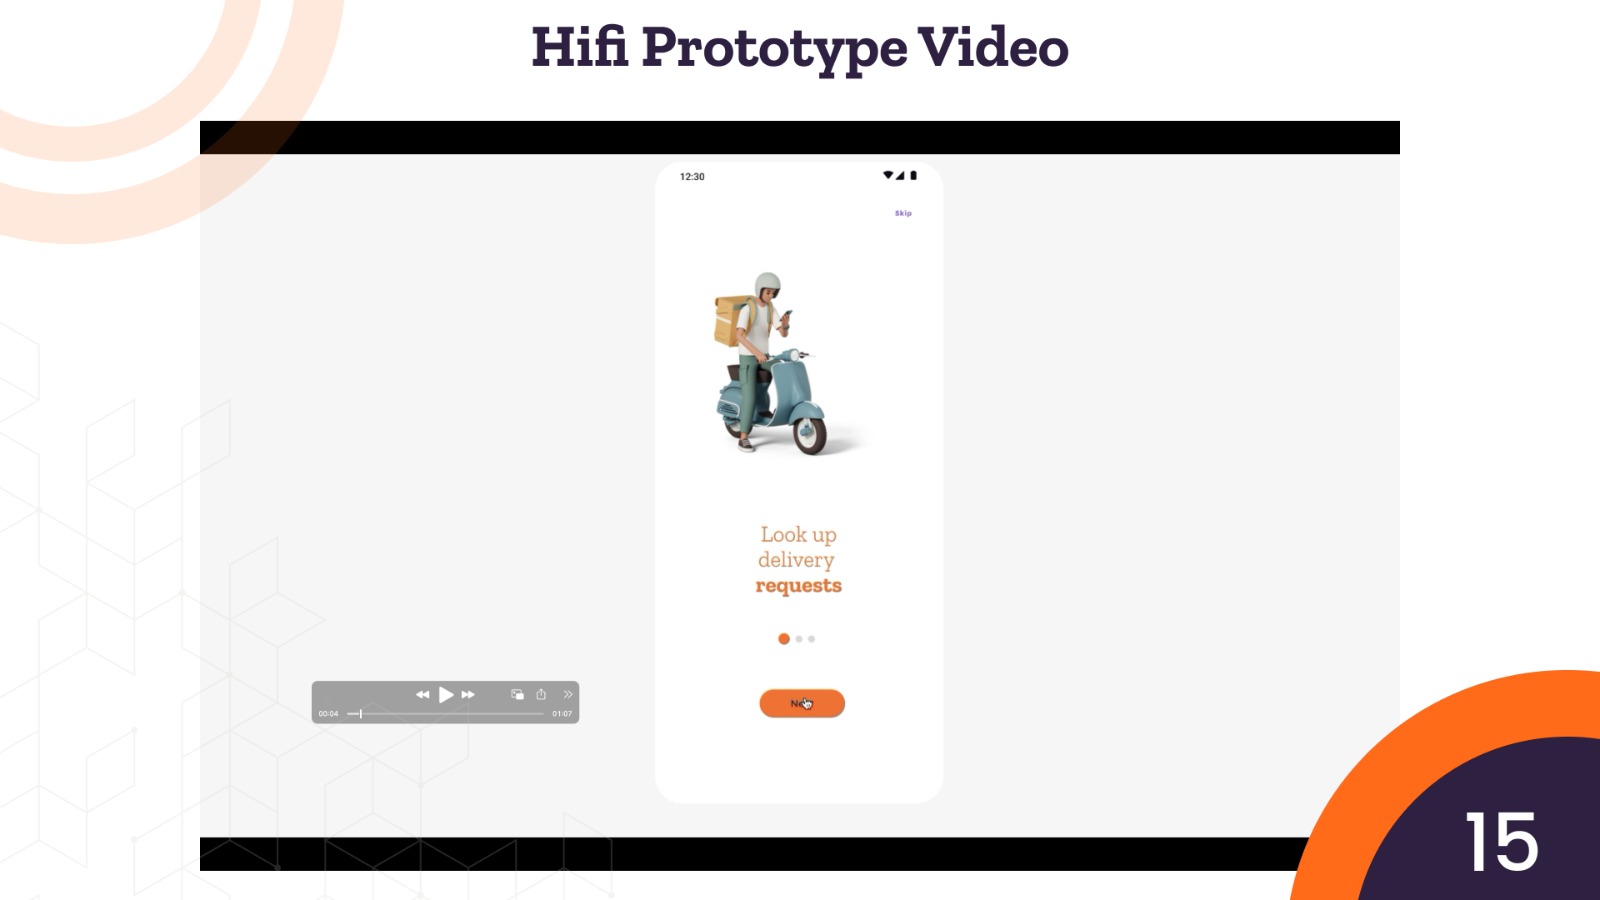 Hifi Prototype Video
12:30
Skip
Look up
delivery
requests
00:04
01:07
15